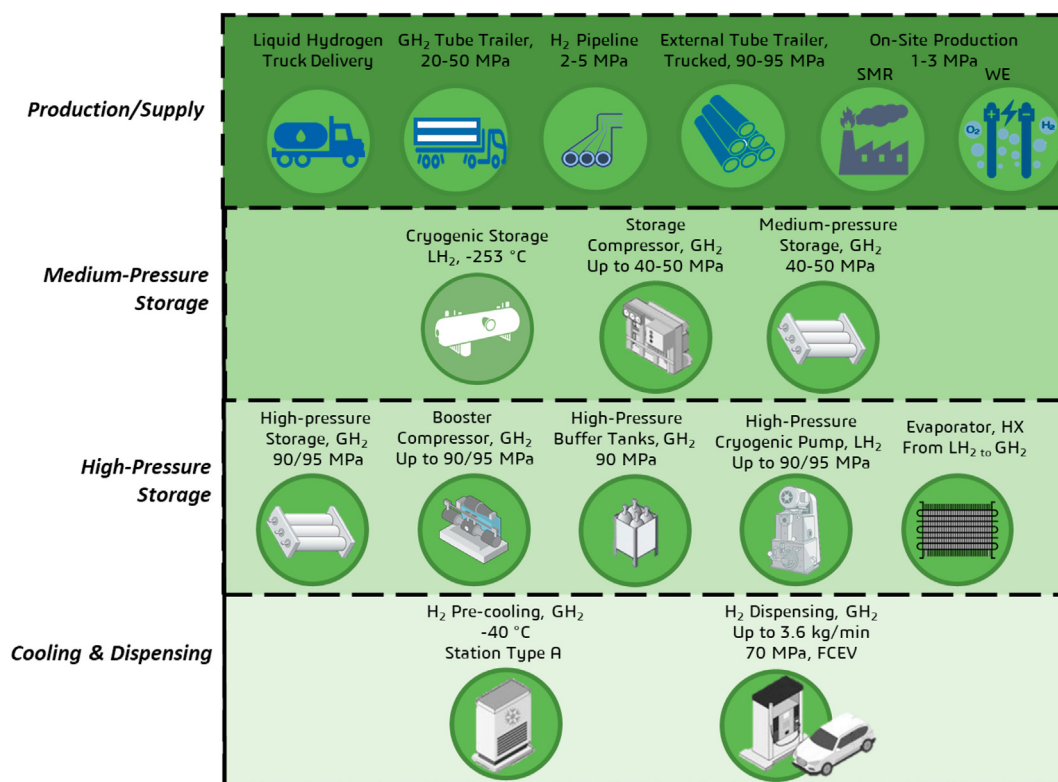 Production/Supply
Liquid Hydrogen
Truck Delivery
GH₂ Tube Trailer,
20-50 MPa
H₂ Pipeline
2-5 MPa
External Tube Trailer,
Trucked, 90-95 MPa
On-Site Production
1-3 MPa
SMR
WE
O₂
H₂
Medium-Pressure
Storage
Cryogenic Storage
LH₂, -253 °C
Storage
Compressor, GH₂
Up to 40-50 MPa
Medium-pressure
Storage, GH₂
40-50 MPa
High-Pressure
Storage
High-pressure
Storage, GH₂
90/95 MPa
Booster
Compressor, GH₂
Up to 90/95 MPa
High-Pressure
Buffer Tanks, GH₂
90 MPa
High-Pressure
Cryogenic Pump, LH₂
Up to 90/95 MPa
Evaporator, HX
From LH₂ to GH₂
Cooling & Dispensing
H₂ Pre-cooling, GH₂
-40 °C
Station Type A
H₂ Dispensing, GH₂
Up to 3.6 kg/min
70 MPa, FCEV